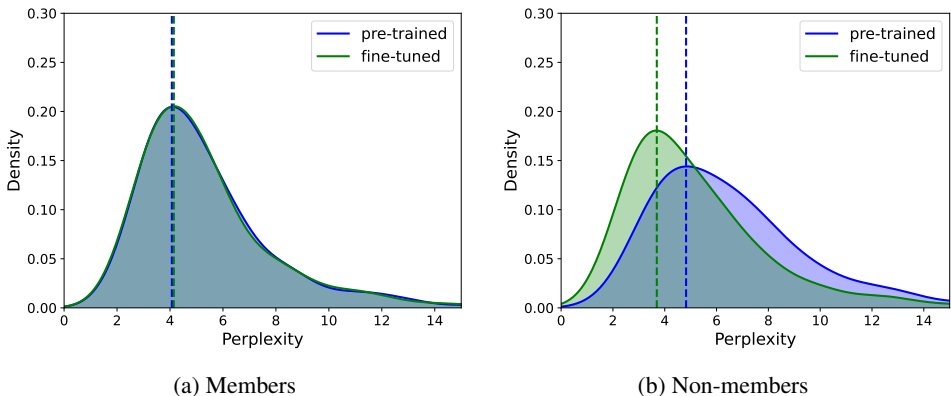 0.30
0.25
0.20
0.15
0.10
0.05
0.00
Density
0 2 4 6 8 10 12 14
Perplexity
pre-trained
fine-tuned
(a) Members
0.30
0.25
0.20
0.15
0.10
0.05
0.00
Density
0 2 4 6 8 10 12 14
Perplexity
pre-trained
fine-tuned
(b) Non-members